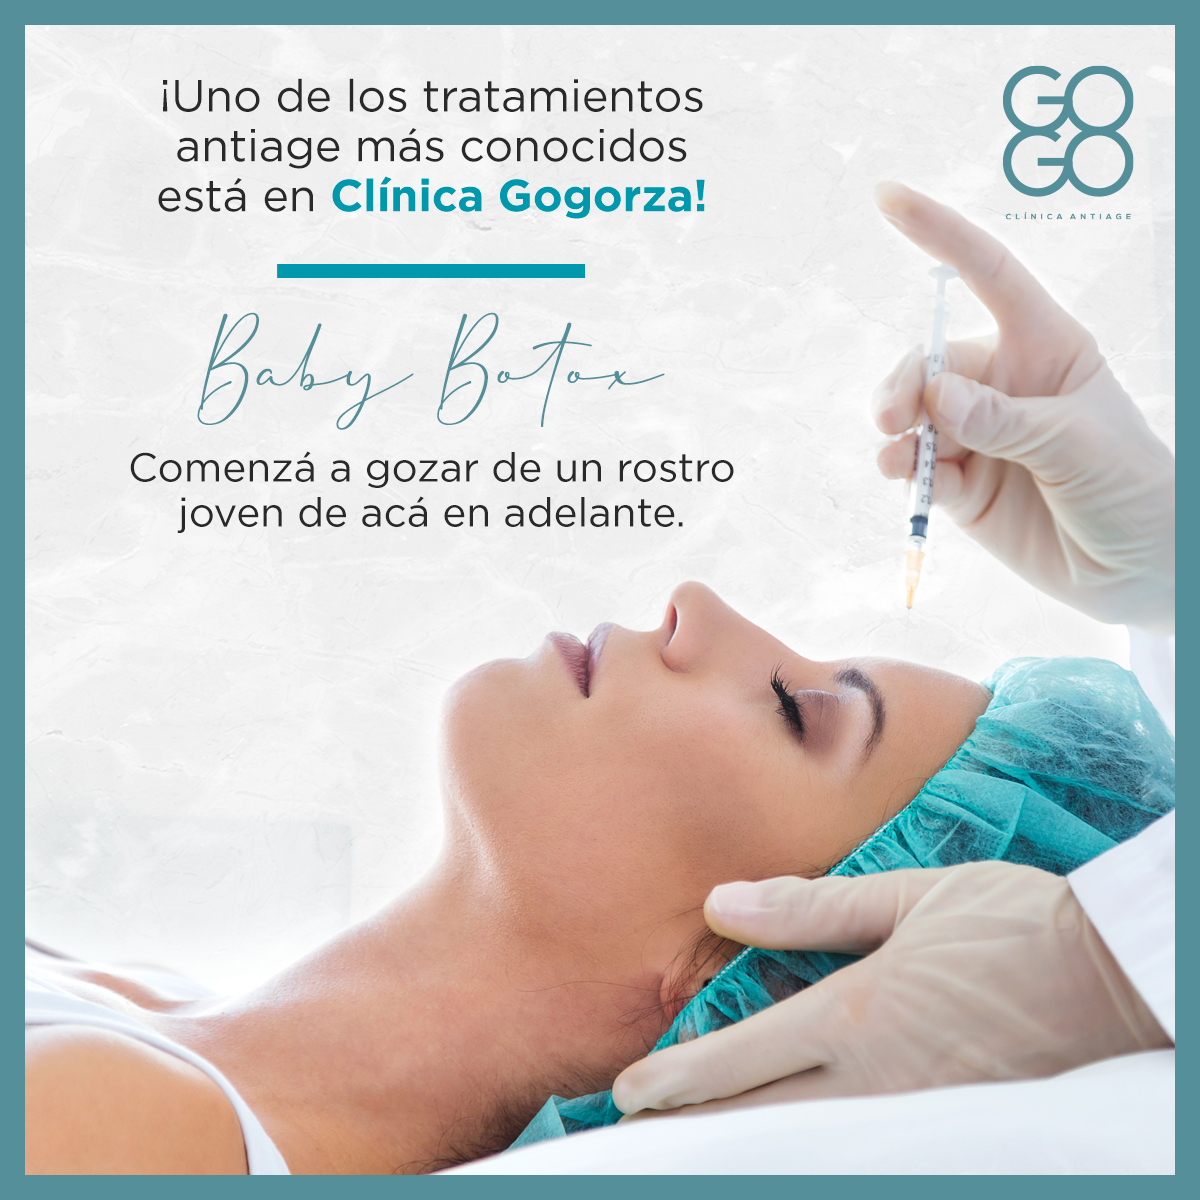 ¡Uno de los tratamientos
antiage más conocidos
está en Clínica Gogorza!
GO
GO
CLÍNICA ANTIAGE
Baby Botox
Comenzá a gozar de un rostro
joven de acá en adelante.